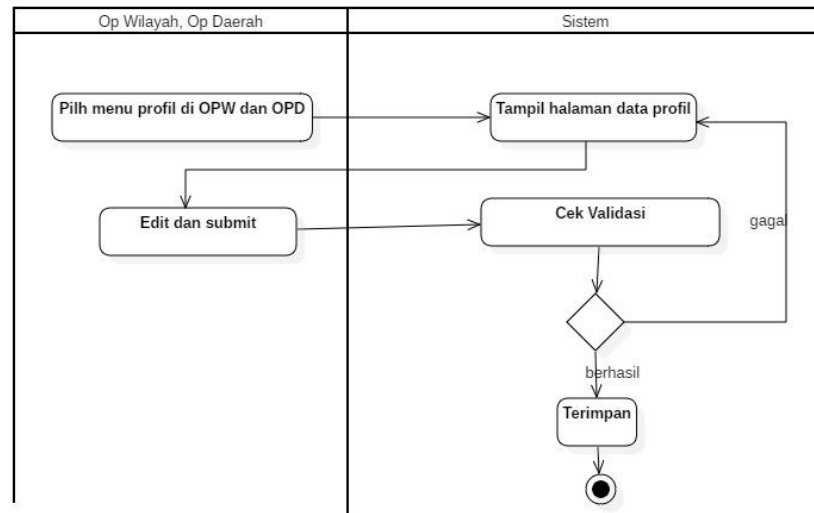 Op Wilayah, Op Daerah
Sistem
Pilh menu profil di OPW dan OPD
Tampil halaman data profil
Edit dan submit
Cek Validasi
gagal
berhasil
Terimpan